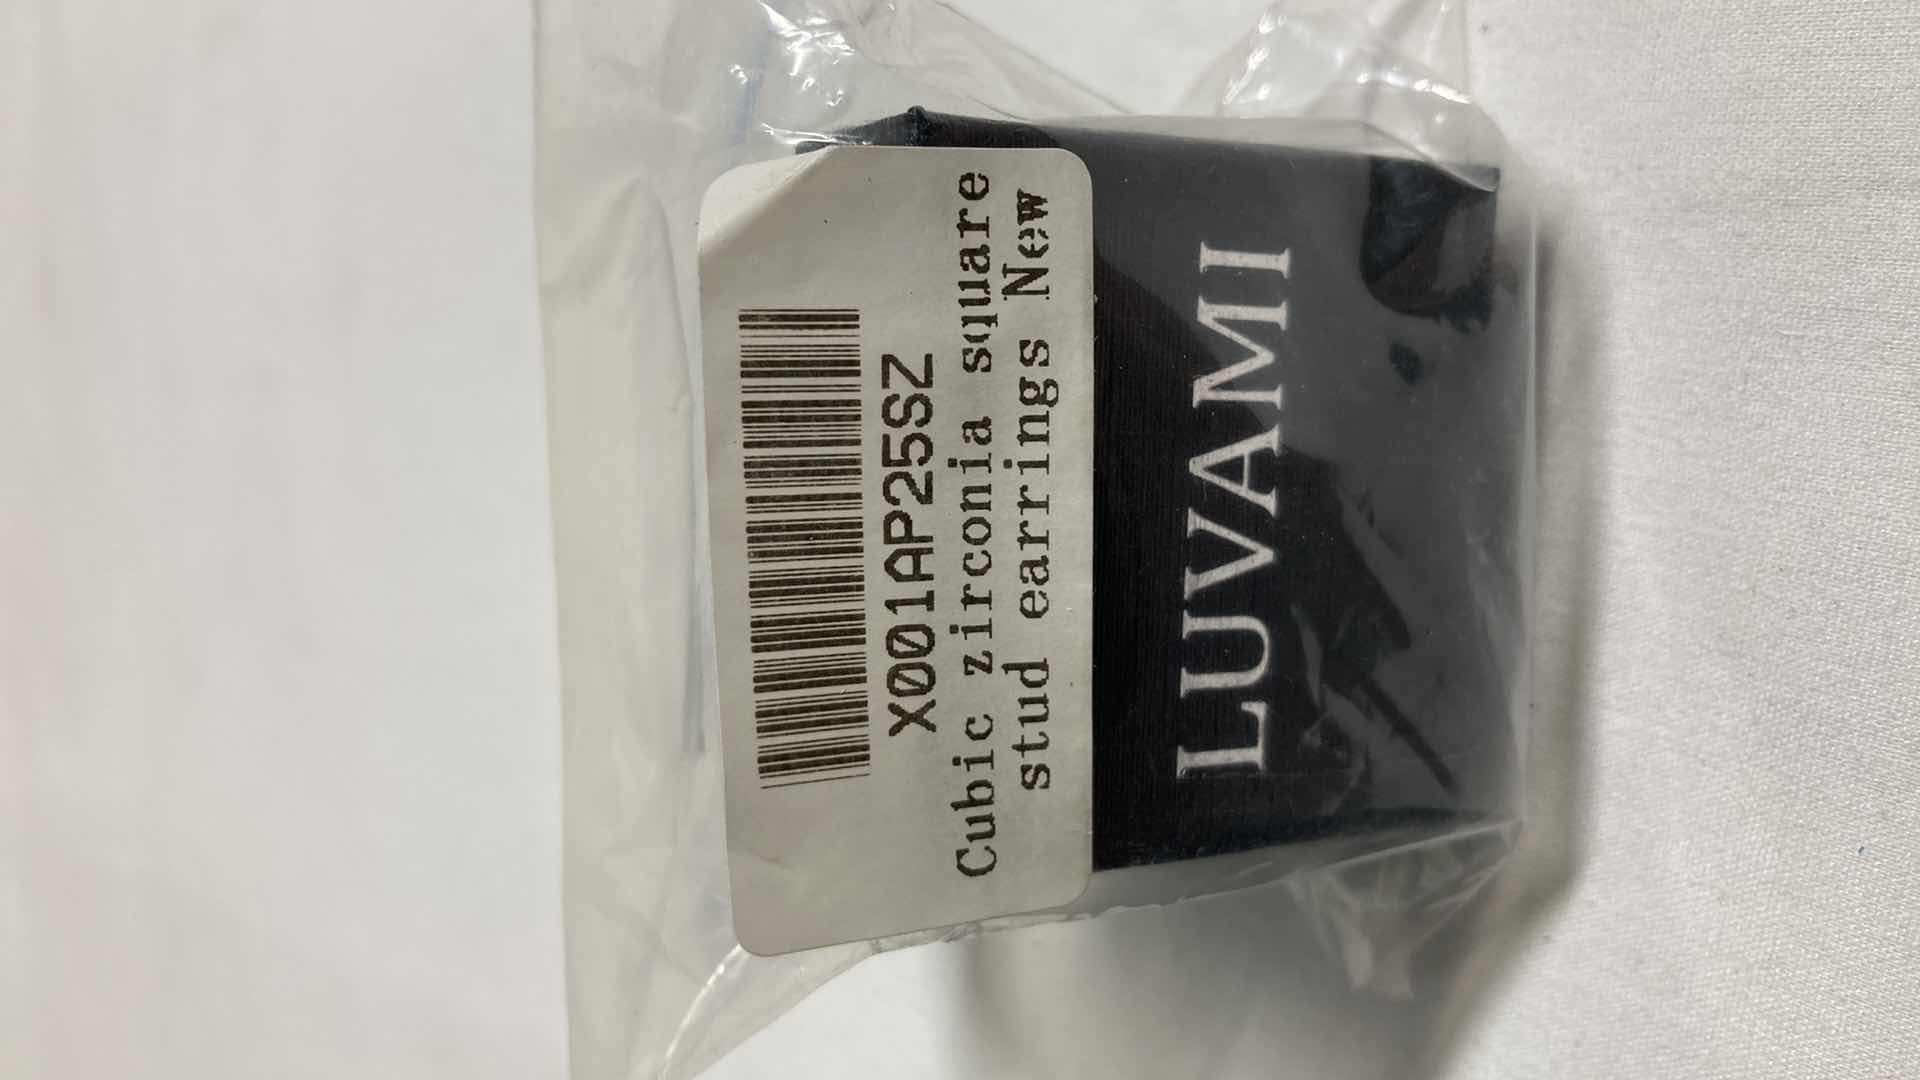 X001AP25SZ
Cubic zirconia square
stud earrings New
LUVAMI